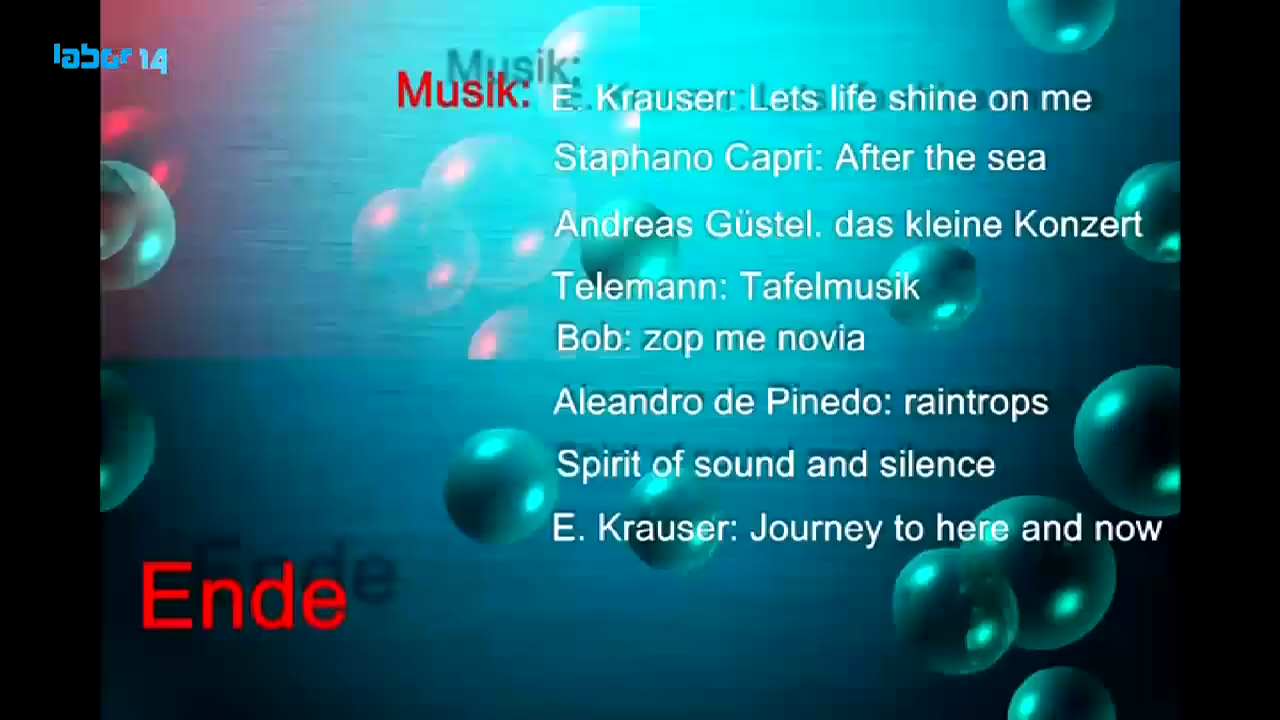 labor 14
Musik: E. Krauser: Lets life shine on me
Staphano Capri: After the sea
Andreas Güstel. das kleine Konzert
Telemann: Tafelmusik
Bob: zop me novia
Aleandro de Pinedo: raintrops
Spirit of sound and silence
E. Krauser: Journey to here and now
Ende